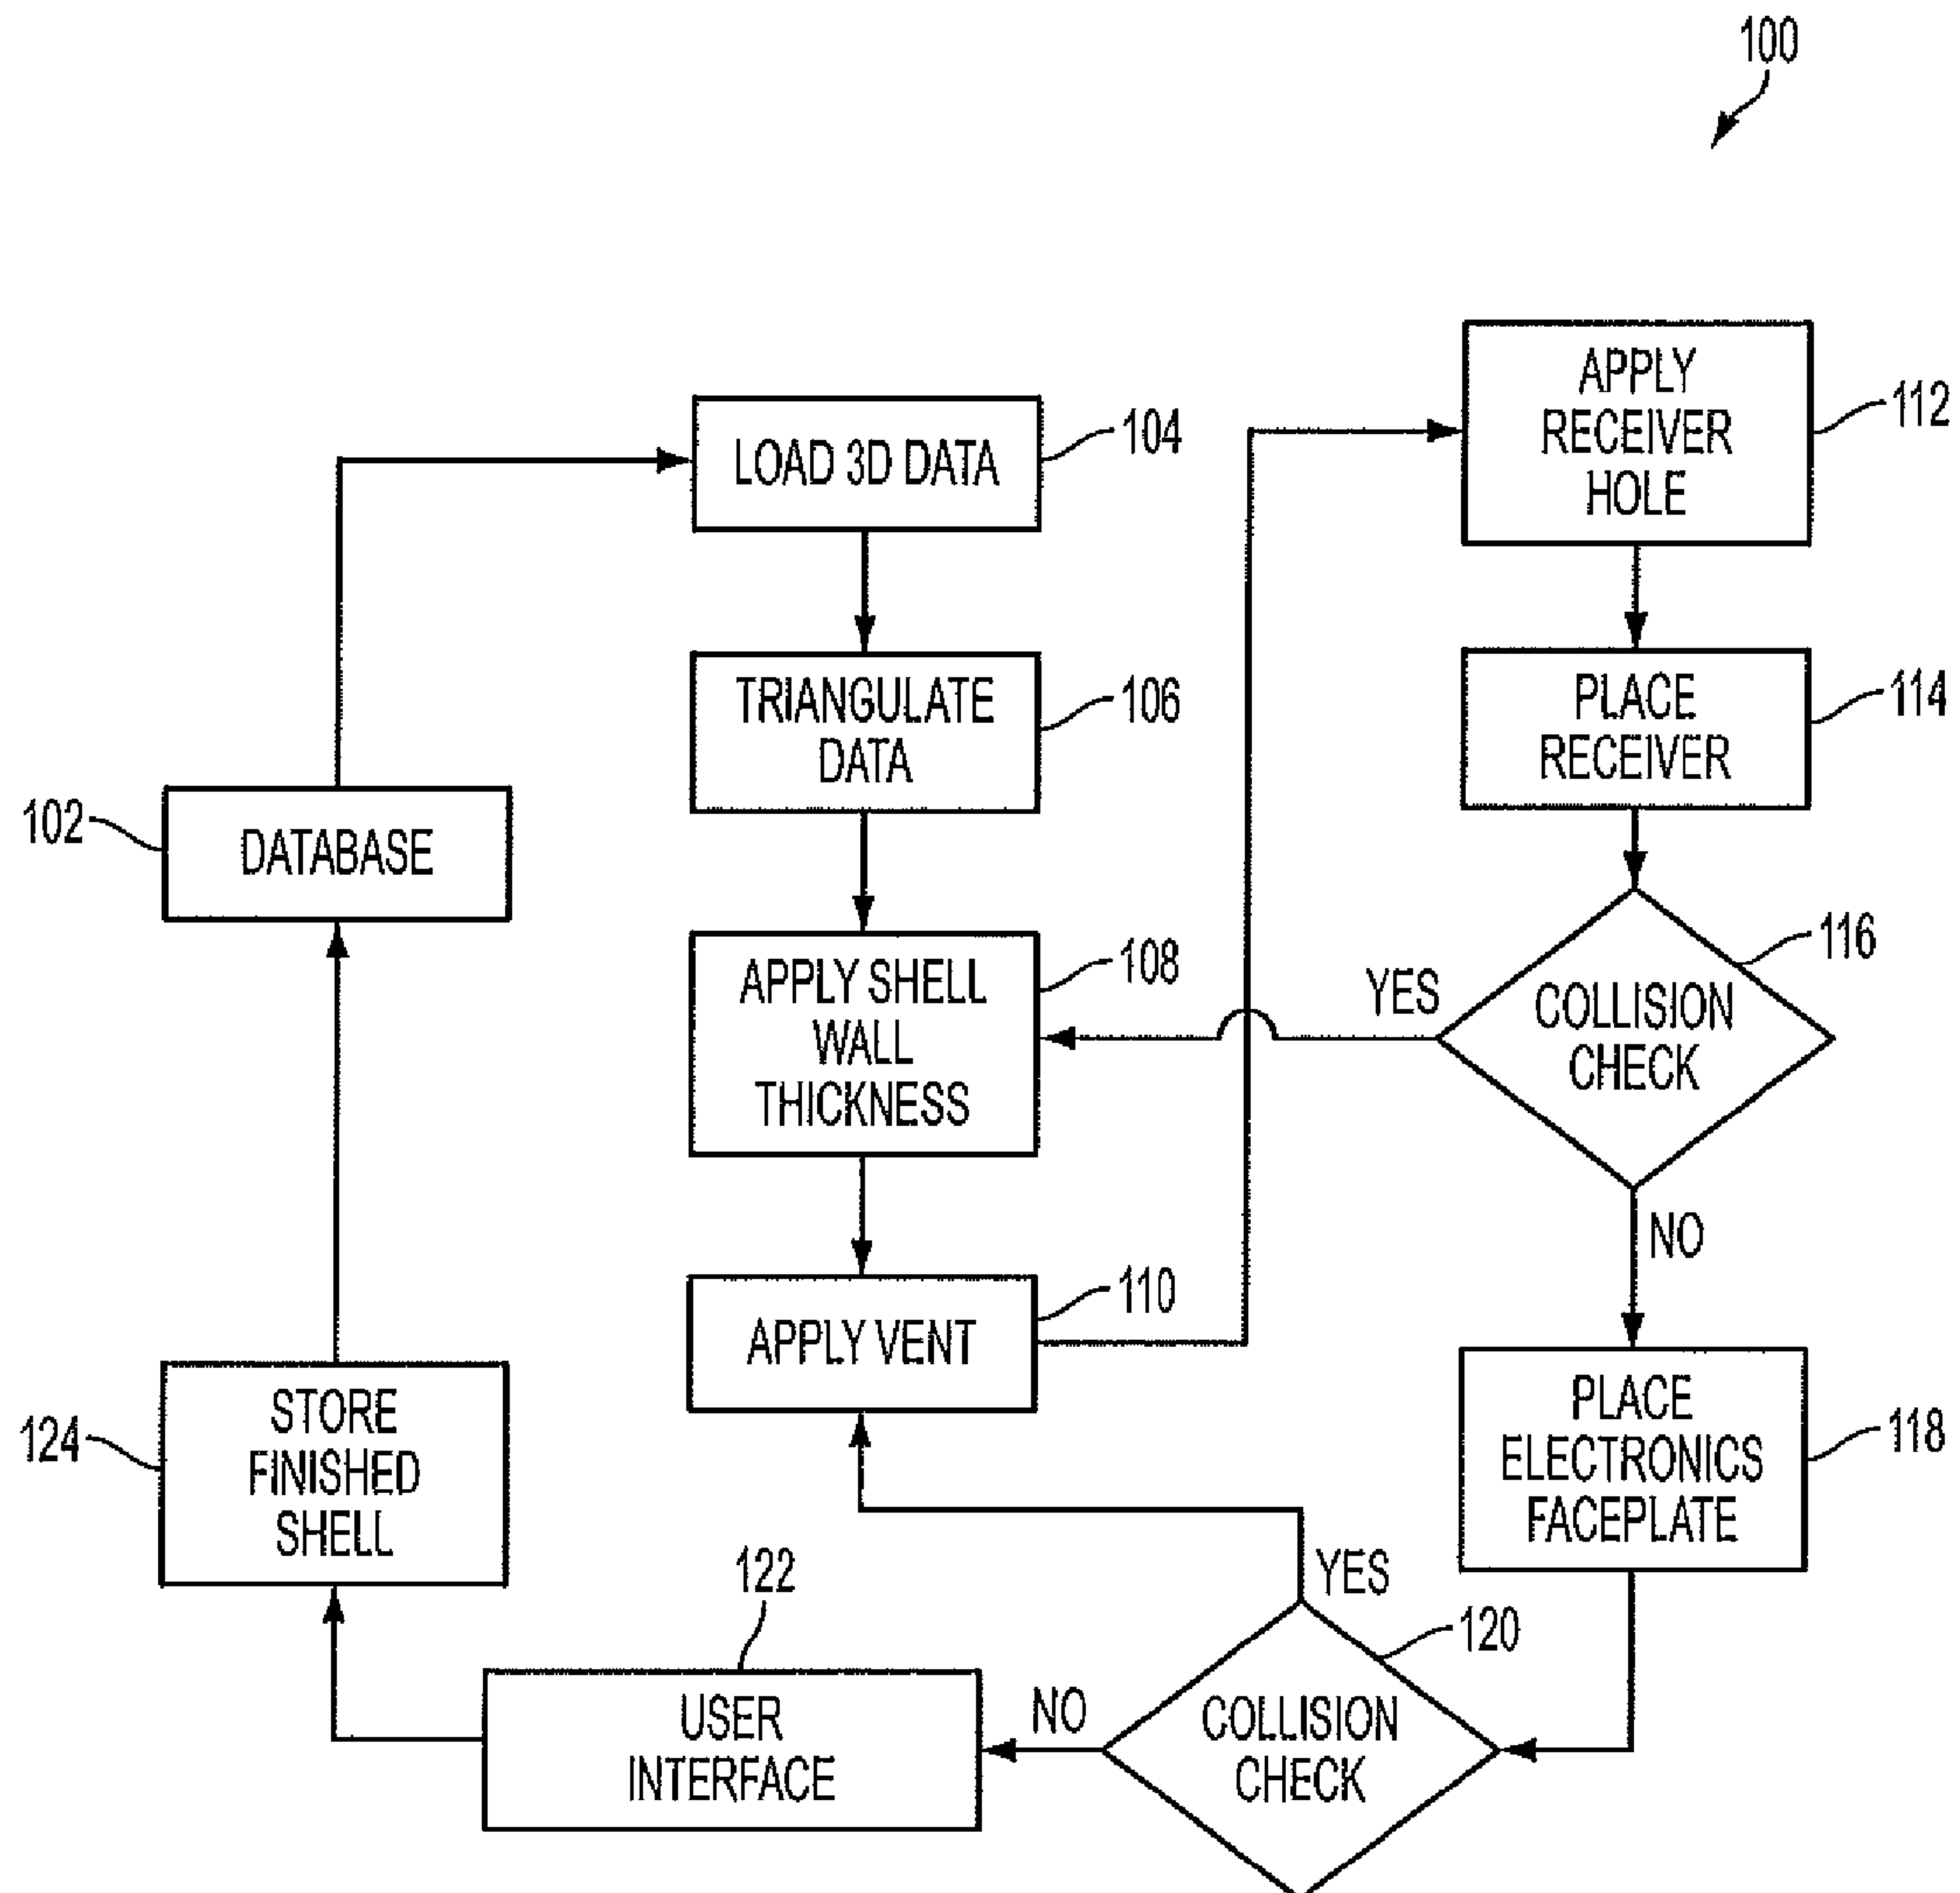 100
APPLY
RECEIVER
HOLE
112
LOAD 3D DATA
104
TRIANGULATE
DATA
106
PLACE
RECEIVER
114
102
DATABASE
APPLY SHELL
WALL
THICKNESS
108
YES
COLLISION
CHECK
116
NO
APPLY VENT
110
PLACE
ELECTRONICS
FACEPLATE
118
124
STORE
FINISHED
SHELL
122
YES
120
USER
INTERFACE
NO
COLLISION
CHECK